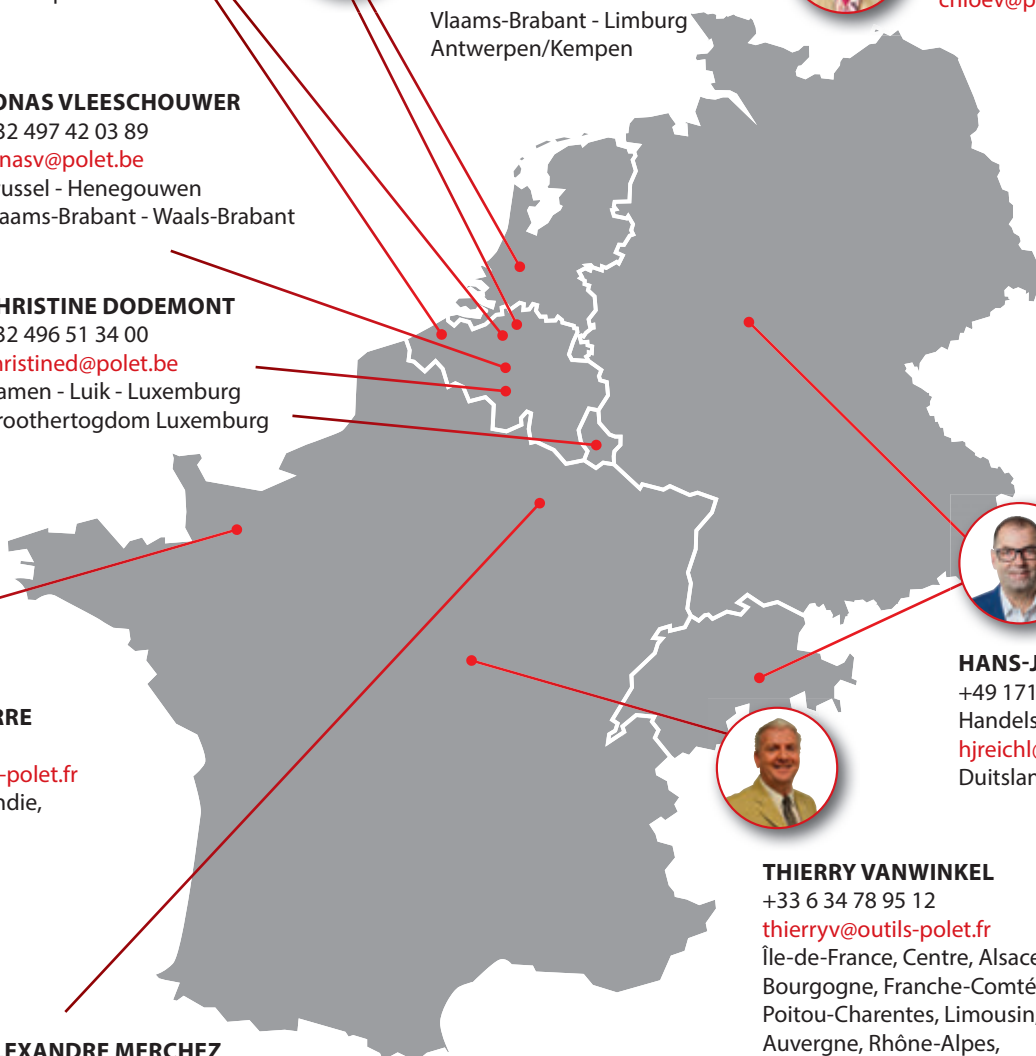 Vlaams-Brabant - Limburg
Antwerpen/Kempen
ONAS VLEESCHOUWER
32 497 42 03 89
nasv@polet.be
ussel - Henegouwen
aams-Brabant - Waals-Brabant
HRISTINE DODEMONT
32 496 51 34 00
ristined@polet.be
amen - Luik - Luxemburg
roothertogdom Luxemburg
RRE
-polet.fr
ndie,
HANS-J
+49 171
Handels
hjreichl@
Duitslan
THIERRY VANWINKEL
+33 6 34 78 95 12
thierryv@outils-polet.fr
Île-de-France, Centre, Alsace
Bourgogne, Franche-Comté
Poitou-Charentes, Limousin,
Auvergne, Rhône-Alpes,
EXANDRE MERCHEZ